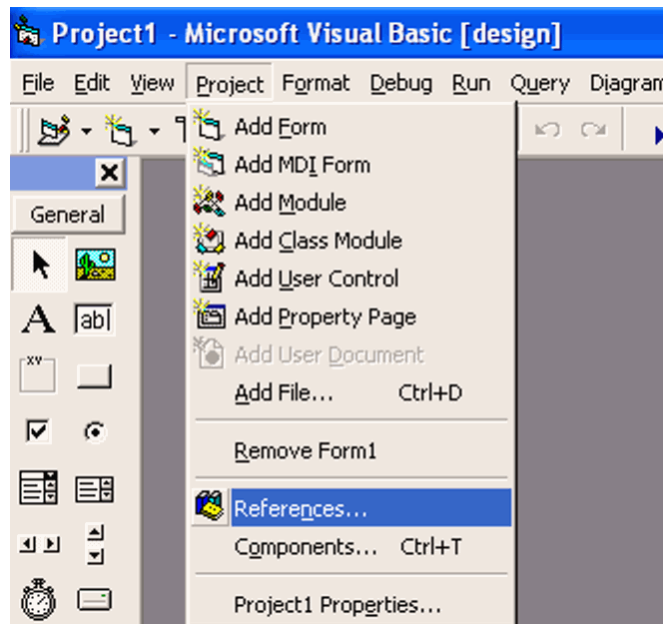 Project1 - Microsoft Visual Basic [design]
File Edit View Project Format Debug Run Query Diagram
Add Form
Add MDI Form
General
Add Module
Add Class Module
Add User Control
A ab|
Add Property Page
Add User Document
XY
Add File... Ctrl+D
Remove Form1
References...
Components... Ctrl+T
Project1 Properties...